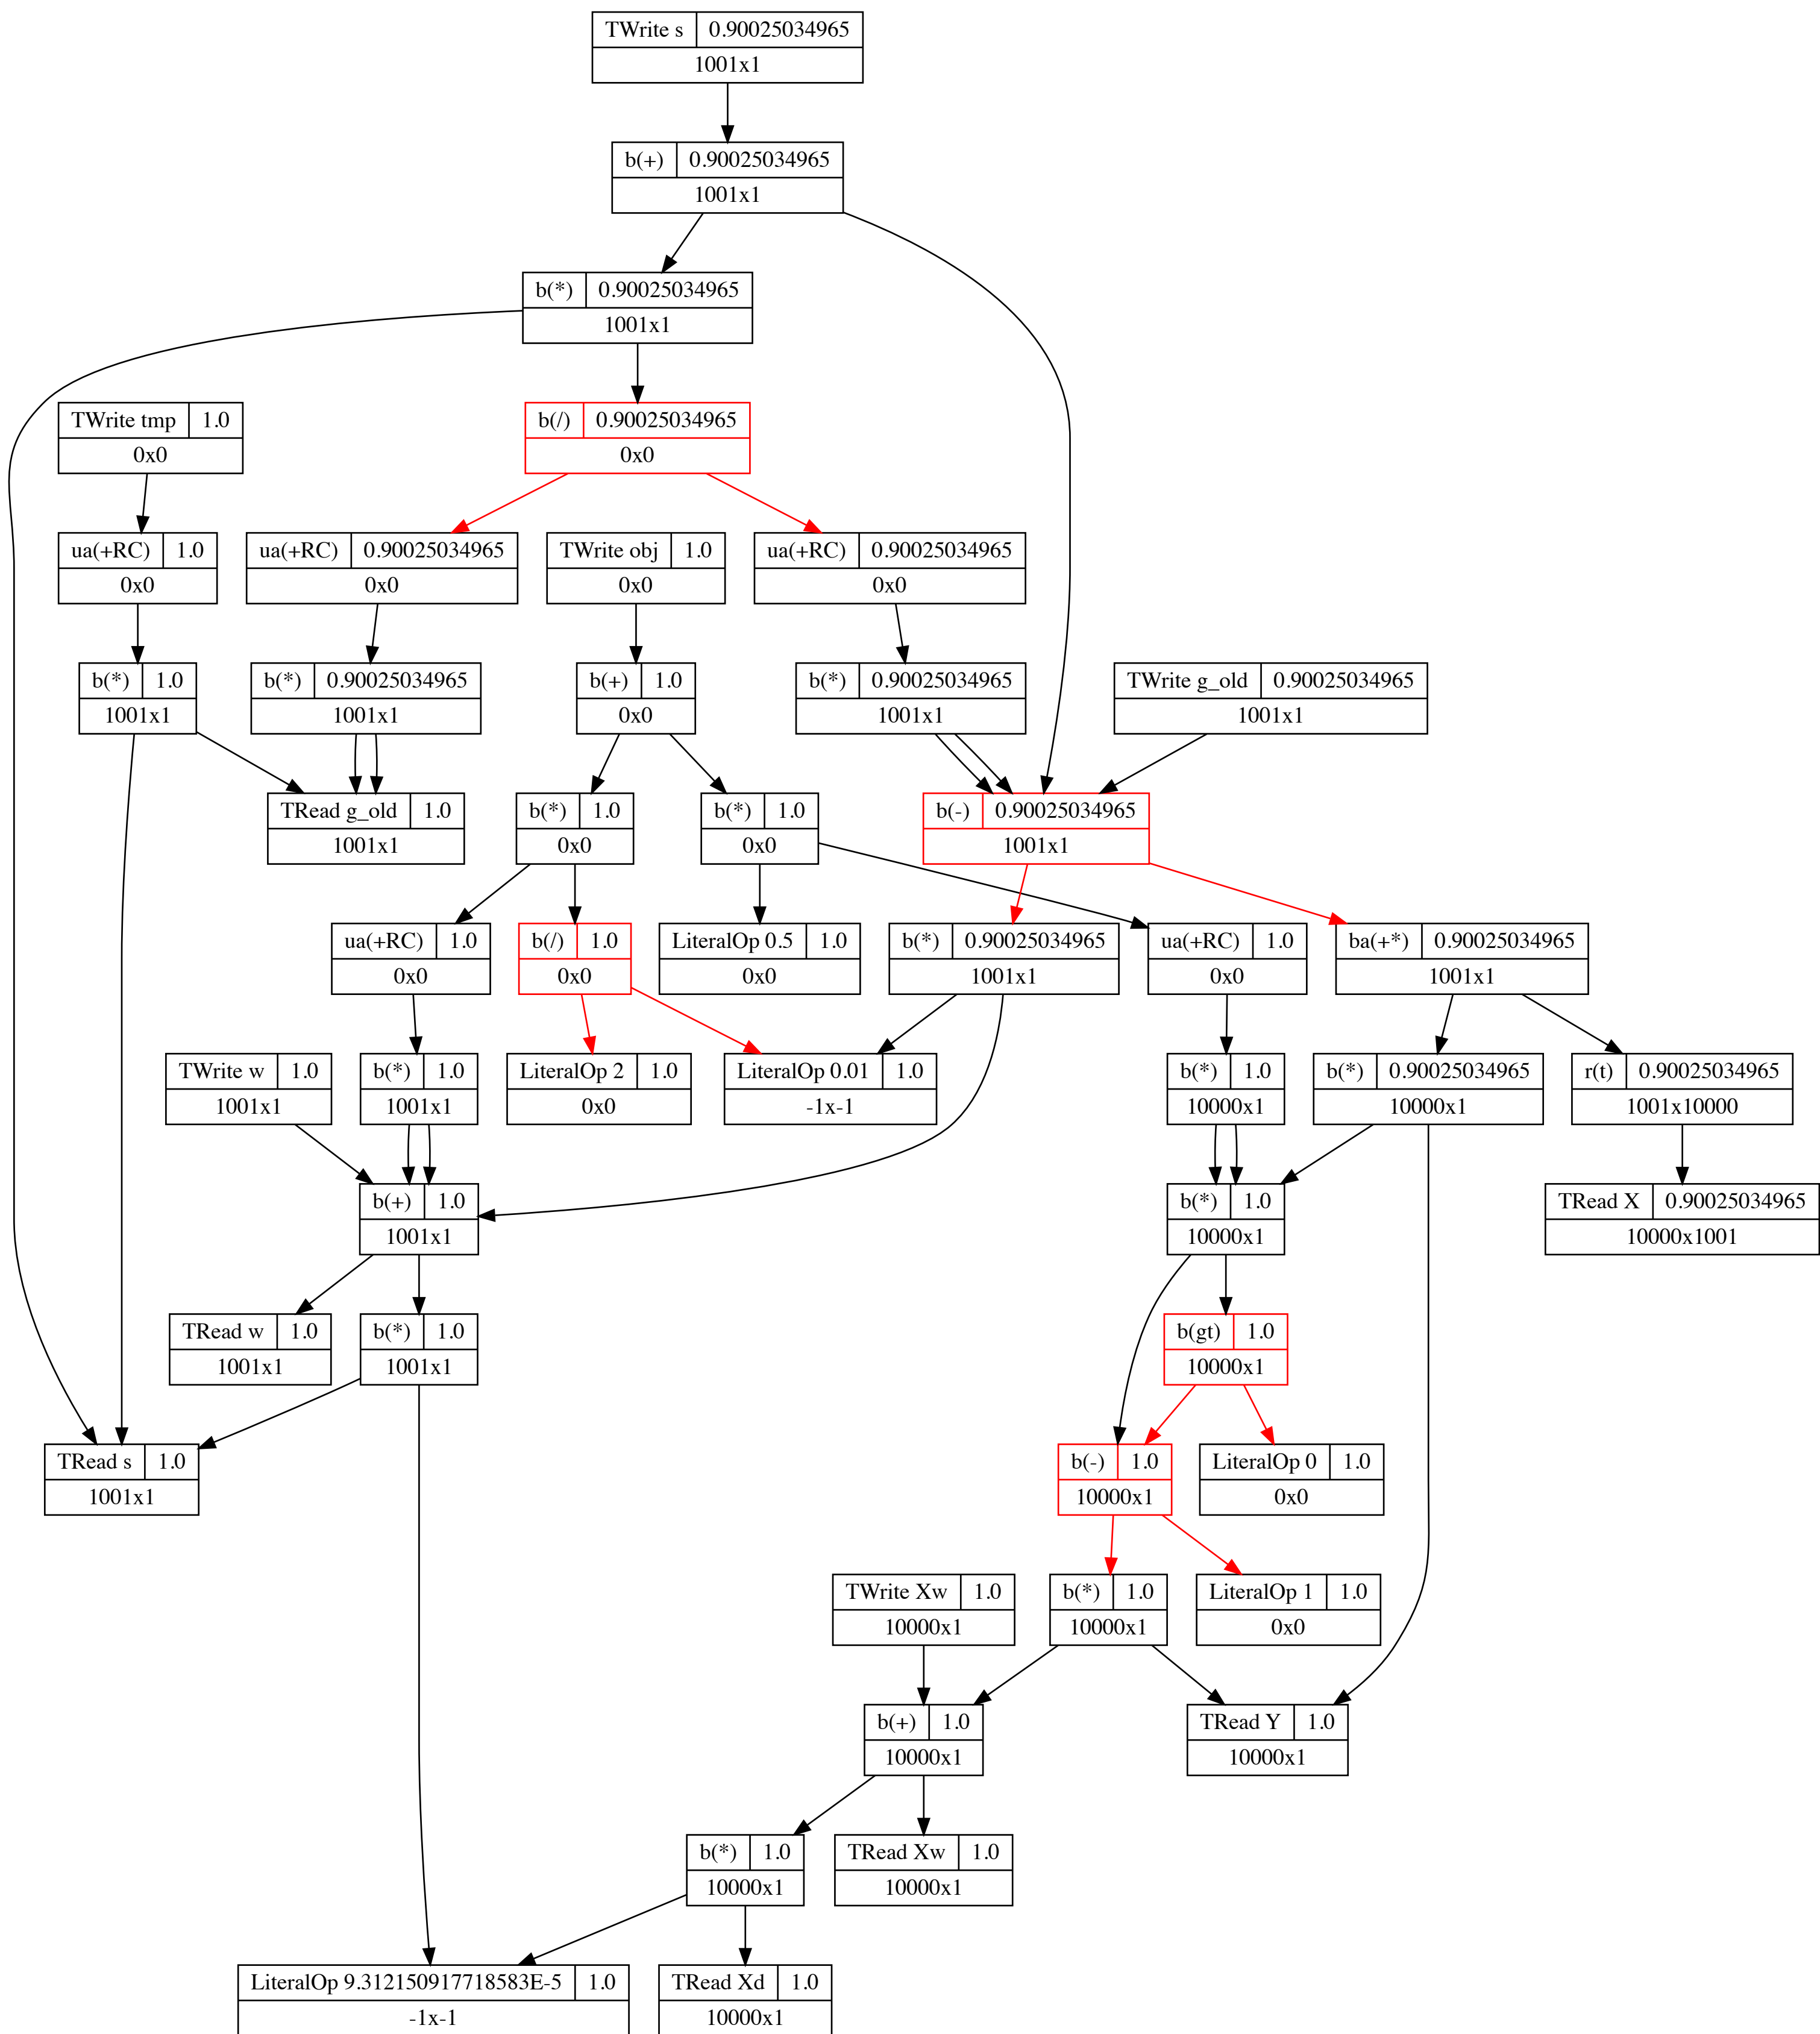 TWrite s 0.90025034965
1001x1
b(+) 0.90025034965
1001x1
b(*) 0.90025034965
1001x1
TWrite tmp 1.0
0x0
b(/) 0.90025034965
0x0
ua(+RC) 1.0
0x0
ua(+RC) 0.90025034965
0x0
TWrite obj 1.0
0x0
ua(+RC) 0.90025034965
0x0
b(*) 1.0
1001x1
b(*) 0.90025034965
1001x1
b(+) 1.0
0x0
b(*) 0.90025034965
1001x1
TWrite g_old 0.90025034965
1001x1
TRead g_old 1.0
1001x1
b(*) 1.0
0x0
b(*) 1.0
0x0
b(-) 0.90025034965
1001x1
ua(+RC) 1.0
0x0
b(/) 1.0
0x0
LiteralOp 0.5 1.0
0x0
b(*) 0.90025034965
1001x1
ua(+RC) 1.0
0x0
ba(+*) 0.90025034965
1001x1
TWrite w 1.0
1001x1
b(*) 1.0
1001x1
LiteralOp 2 1.0
0x0
LiteralOp 0.01 1.0
-1x-1
b(*) 1.0
10000x1
b(*) 0.90025034965
10000x1
r(t) 0.90025034965
1001x10000
b(+) 1.0
1001x1
b(*) 1.0
10000x1
TRead X 0.90025034965
10000x1001
TRead w 1.0
1001x1
b(*) 1.0
1001x1
b(gt) 1.0
10000x1
TRead s 1.0
1001x1
b(-) 1.0
10000x1
LiteralOp 0 1.0
0x0
TWrite Xw 1.0
10000x1
b(*) 1.0
10000x1
LiteralOp 1 1.0
0x0
b(+) 1.0
10000x1
TRead Y 1.0
10000x1
b(*) 1.0
10000x1
TRead Xw 1.0
10000x1
LiteralOp 9.312150917718583E-5 1.0
-1x-1
TRead Xd 1.0
10000x1